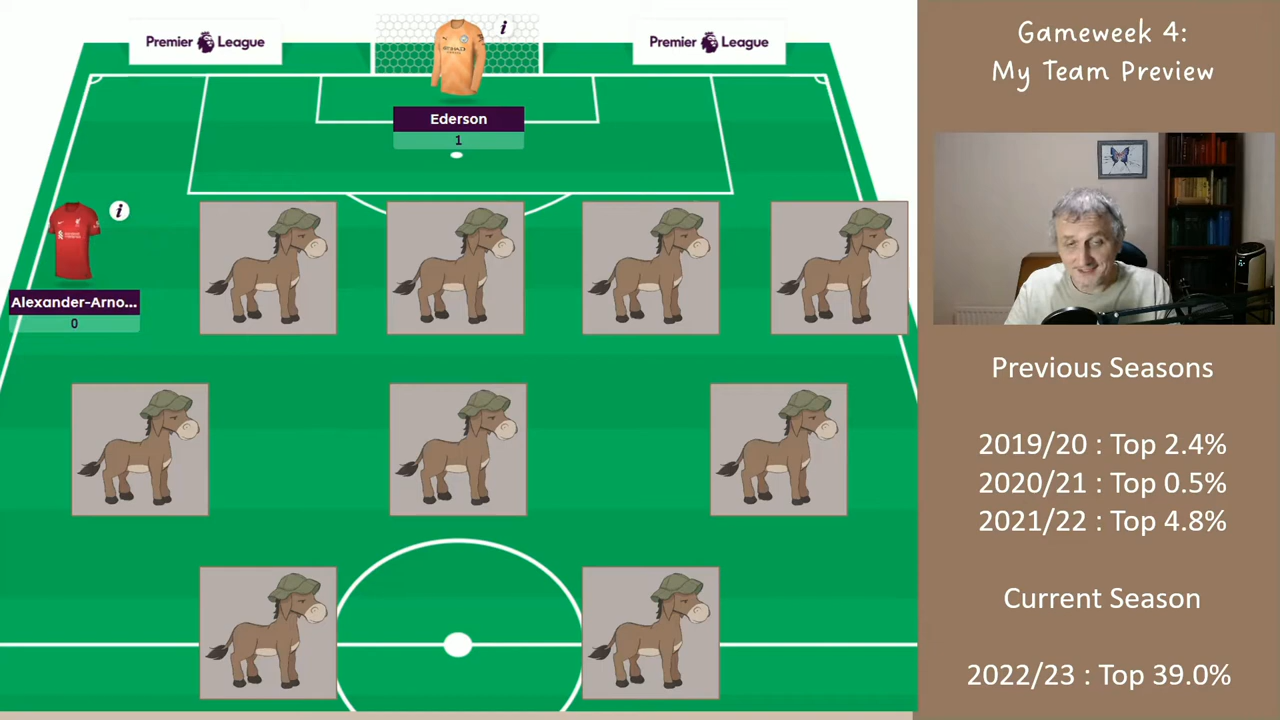 Premier League
Premier League
i
Ederson
1
i
Alexander-Arno...
0
Gameweek 4:
My Team Preview
Previous Seasons
2019/20 : Top 2.4%
2020/21 : Top 0.5%
2021/22 : Top 4.8%
Current Season
2022/23 : Top 39.0%